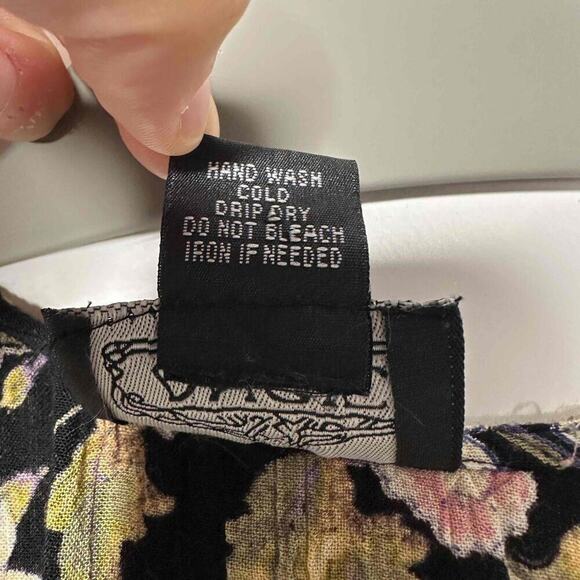 HAND WASH
COLD
DRIP DRY
DO NOT BLEACH
IRON IF NEEDED